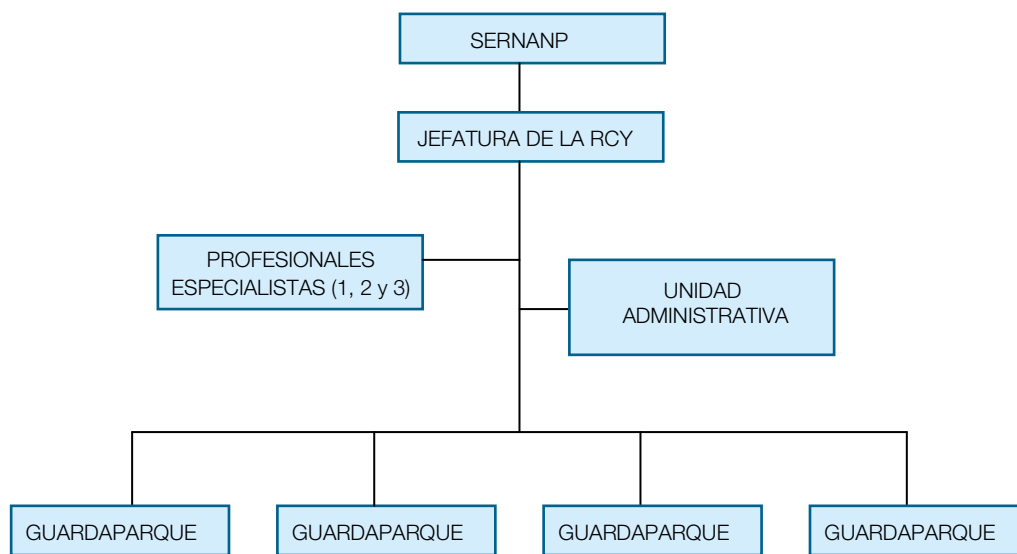 SERNANP
JEFATURA DE LA RCY
PROFESIONALES
ESPECIALISTAS (1, 2 y 3)
UNIDAD
ADMINISTRATIVA
GUARDAPARQUE
GUARDAPARQUE
GUARDAPARQUE
GUARDAPARQUE